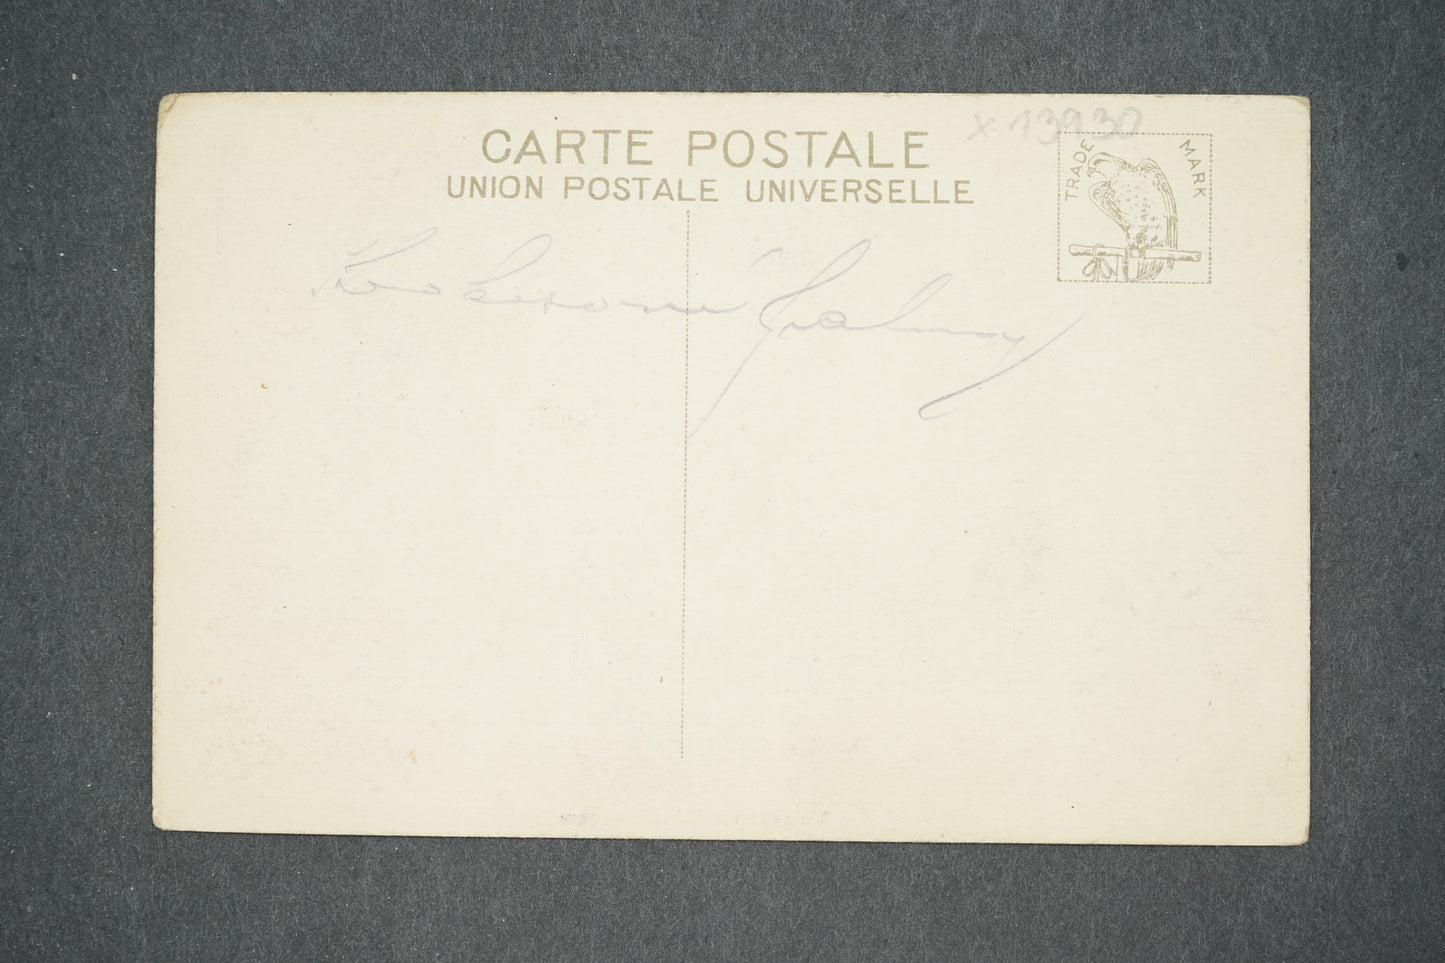 x 13930
CARTE POSTALE
UNION POSTALE UNIVERSELLE
TRADE MARK